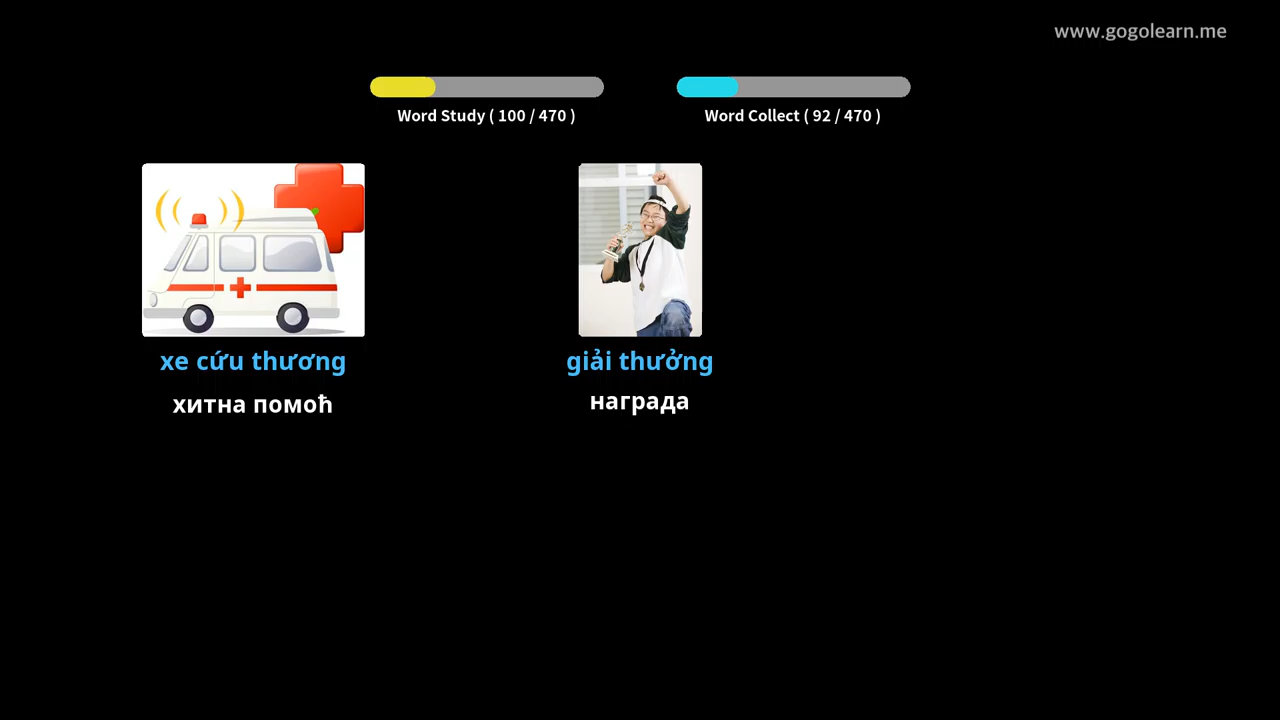 www.gogolearn.me
Word Study ( 100 / 470 )
Word Collect ( 92 / 470 )
xe cứu thương
хитна помоћ
giải thưởng
награда